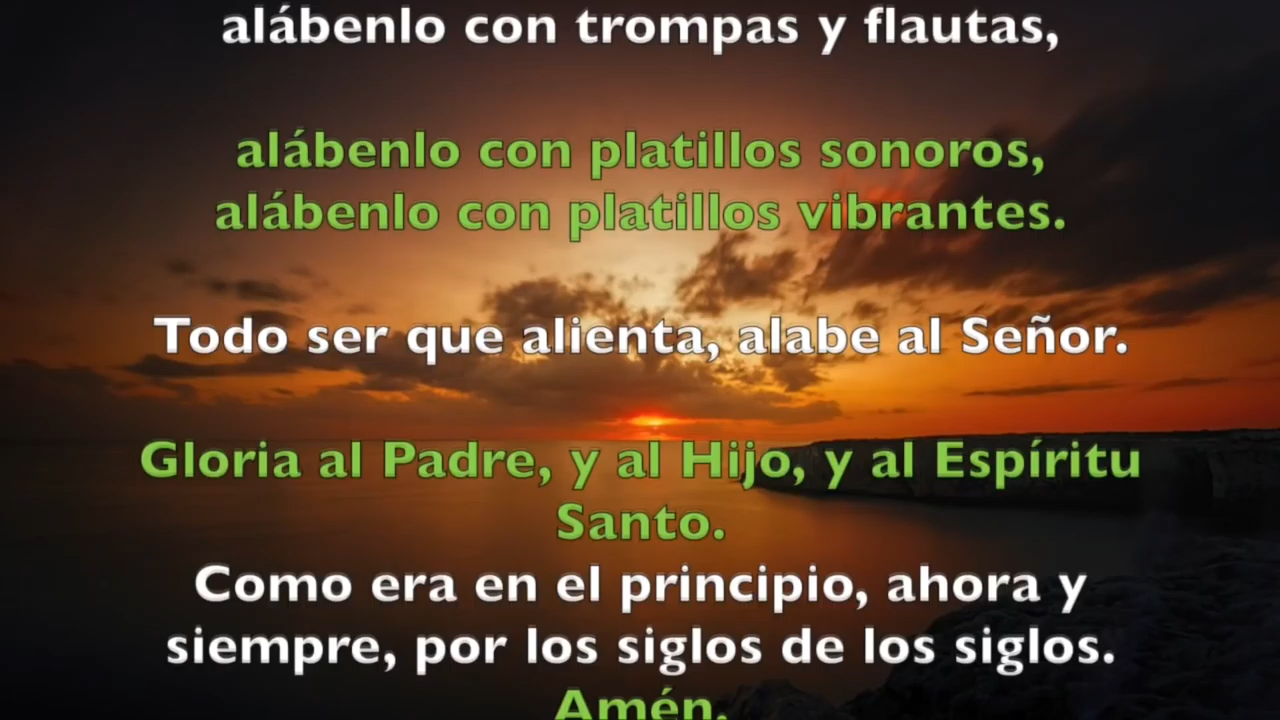 alábenlo con trompas y flautas,
alábenlo con platillos sonoros,
alábenlo con platillos vibrantes.
Todo ser que alienta, alabe al Señor.
Gloria al Padre, y al Hijo, y al Espíritu
Santo.
Como era en el principio, ahora y
siempre, por los siglos de los siglos.
Amén.